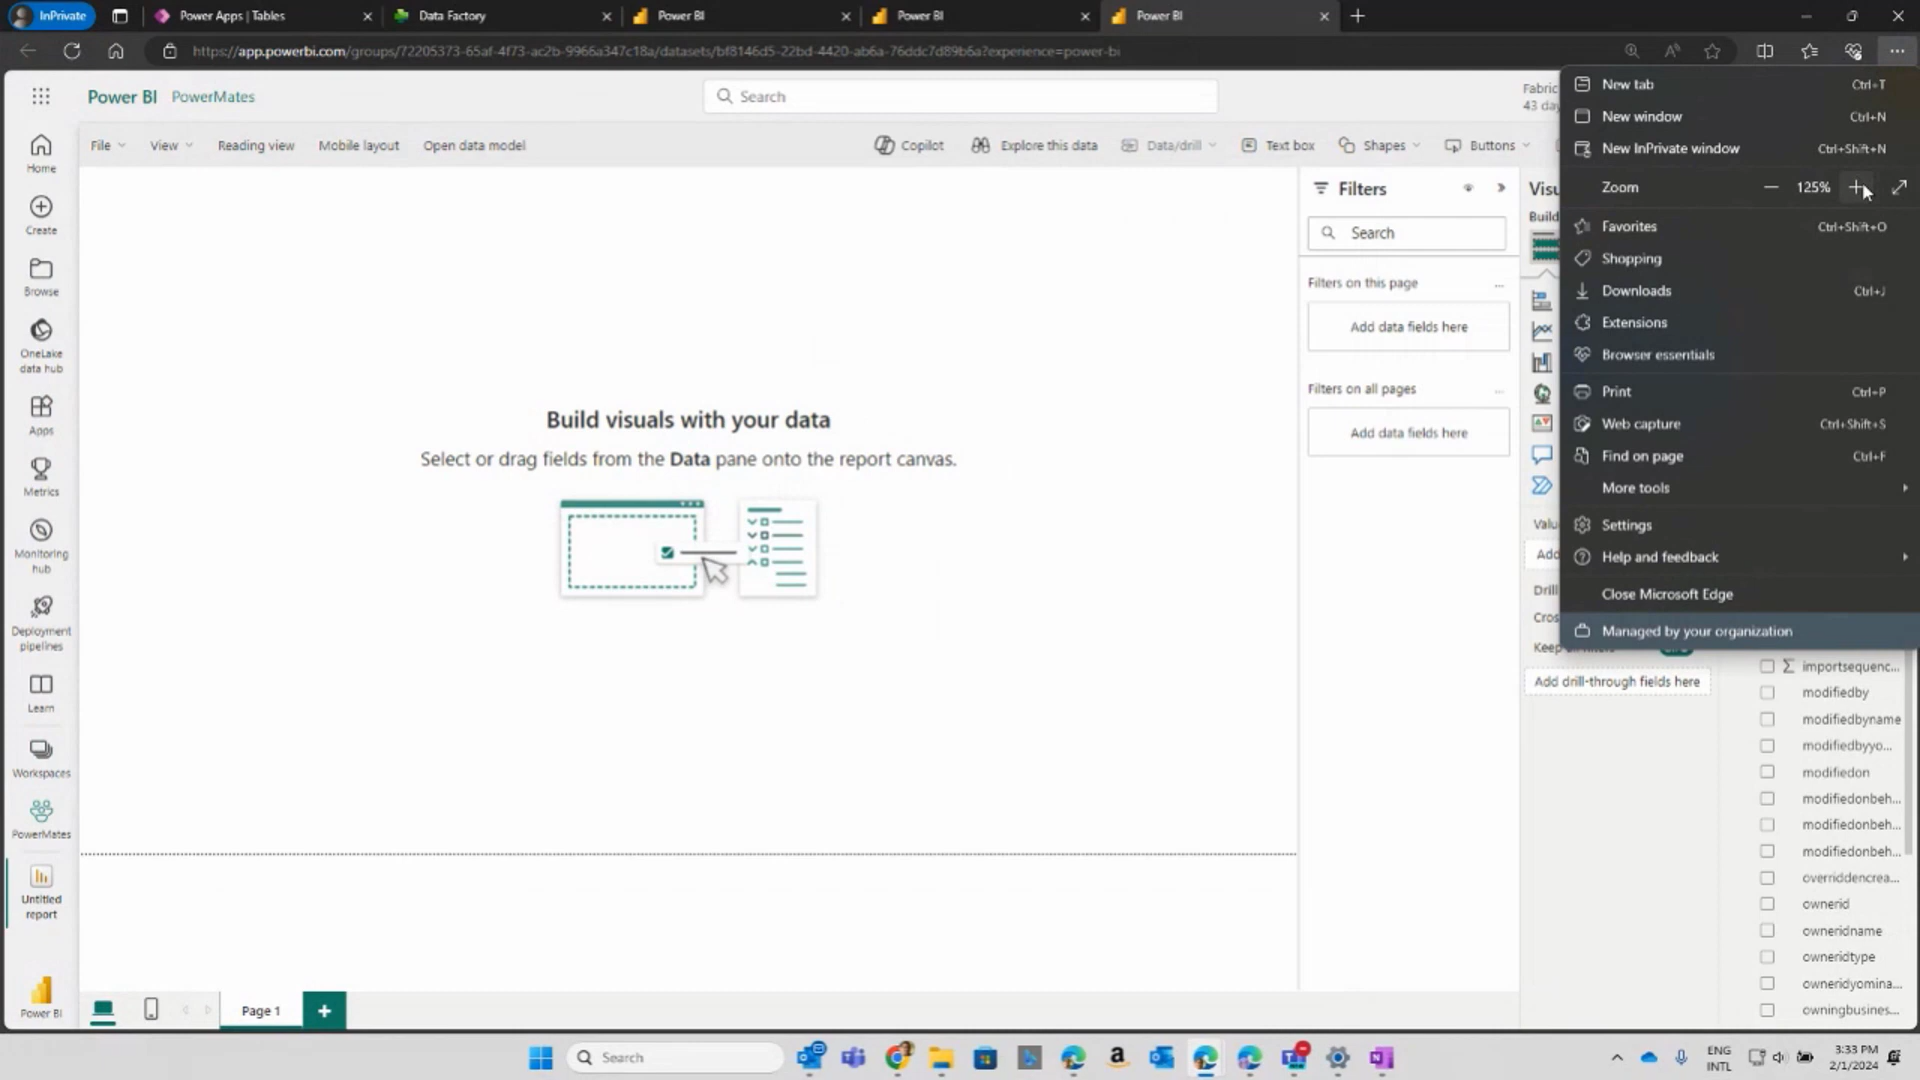 InPrivate
Power Apps | Tables
Data Factory
Power BI
Power BI
Power BI
https://app.powerbi.com/groups/72205373-65af-4f73-ac2b-9966a347c18a/datasets/bf8146d5-22bd-4420-ab6a-76ddc7d89b6a?experience=power-bi
Power BI PowerMates
Search
Fabric
43 day
File
View
Reading view
Mobile layout
Open data model
Copilot
Explore this data
Data/drill
Text box
Shapes
Buttons
Home
Create
Browse
OneLake
data hub
Apps
Metrics
Monitoring
hub
Deployment
pipelines
Learn
Workspaces
PowerMates
Untitled
report
Power BI
Build visuals with your data
Select or drag fields from the Data pane onto the report canvas.
Filters
Search
Filters on this page
...
Add data fields here
Filters on all pages
...
Add data fields here
Build
Add drill-through fields here
New tab Ctrl+T
New window Ctrl+N
New InPrivate window Ctrl+Shift+N
Zoom 125%
Favorites Ctrl+Shift+O
Shopping
Downloads Ctrl+J
Extensions
Browser essentials
Print Ctrl+P
Web capture Ctrl+Shift+S
Find on page Ctrl+F
More tools
Settings
Help and feedback
Close Microsoft Edge
Managed by your organization
importsequenc...
modifiedby
modifiedbyname
modifiedbyyo...
modifiedon
modifiedonbeh...
modifiedonbeh...
modifiedonbeh...
overriddencrea...
ownerid
owneridname
owneridtype
owneridyomina...
owningbusines...
Page 1
Search
ENG
INTL
3:33 PM
2/1/2024